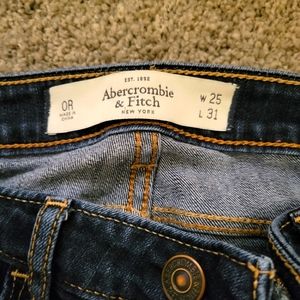 EST. 1892
Abercrombie
& Fitch
NEW YORK
0R
MADE IN
CHINA
W 25
L 31